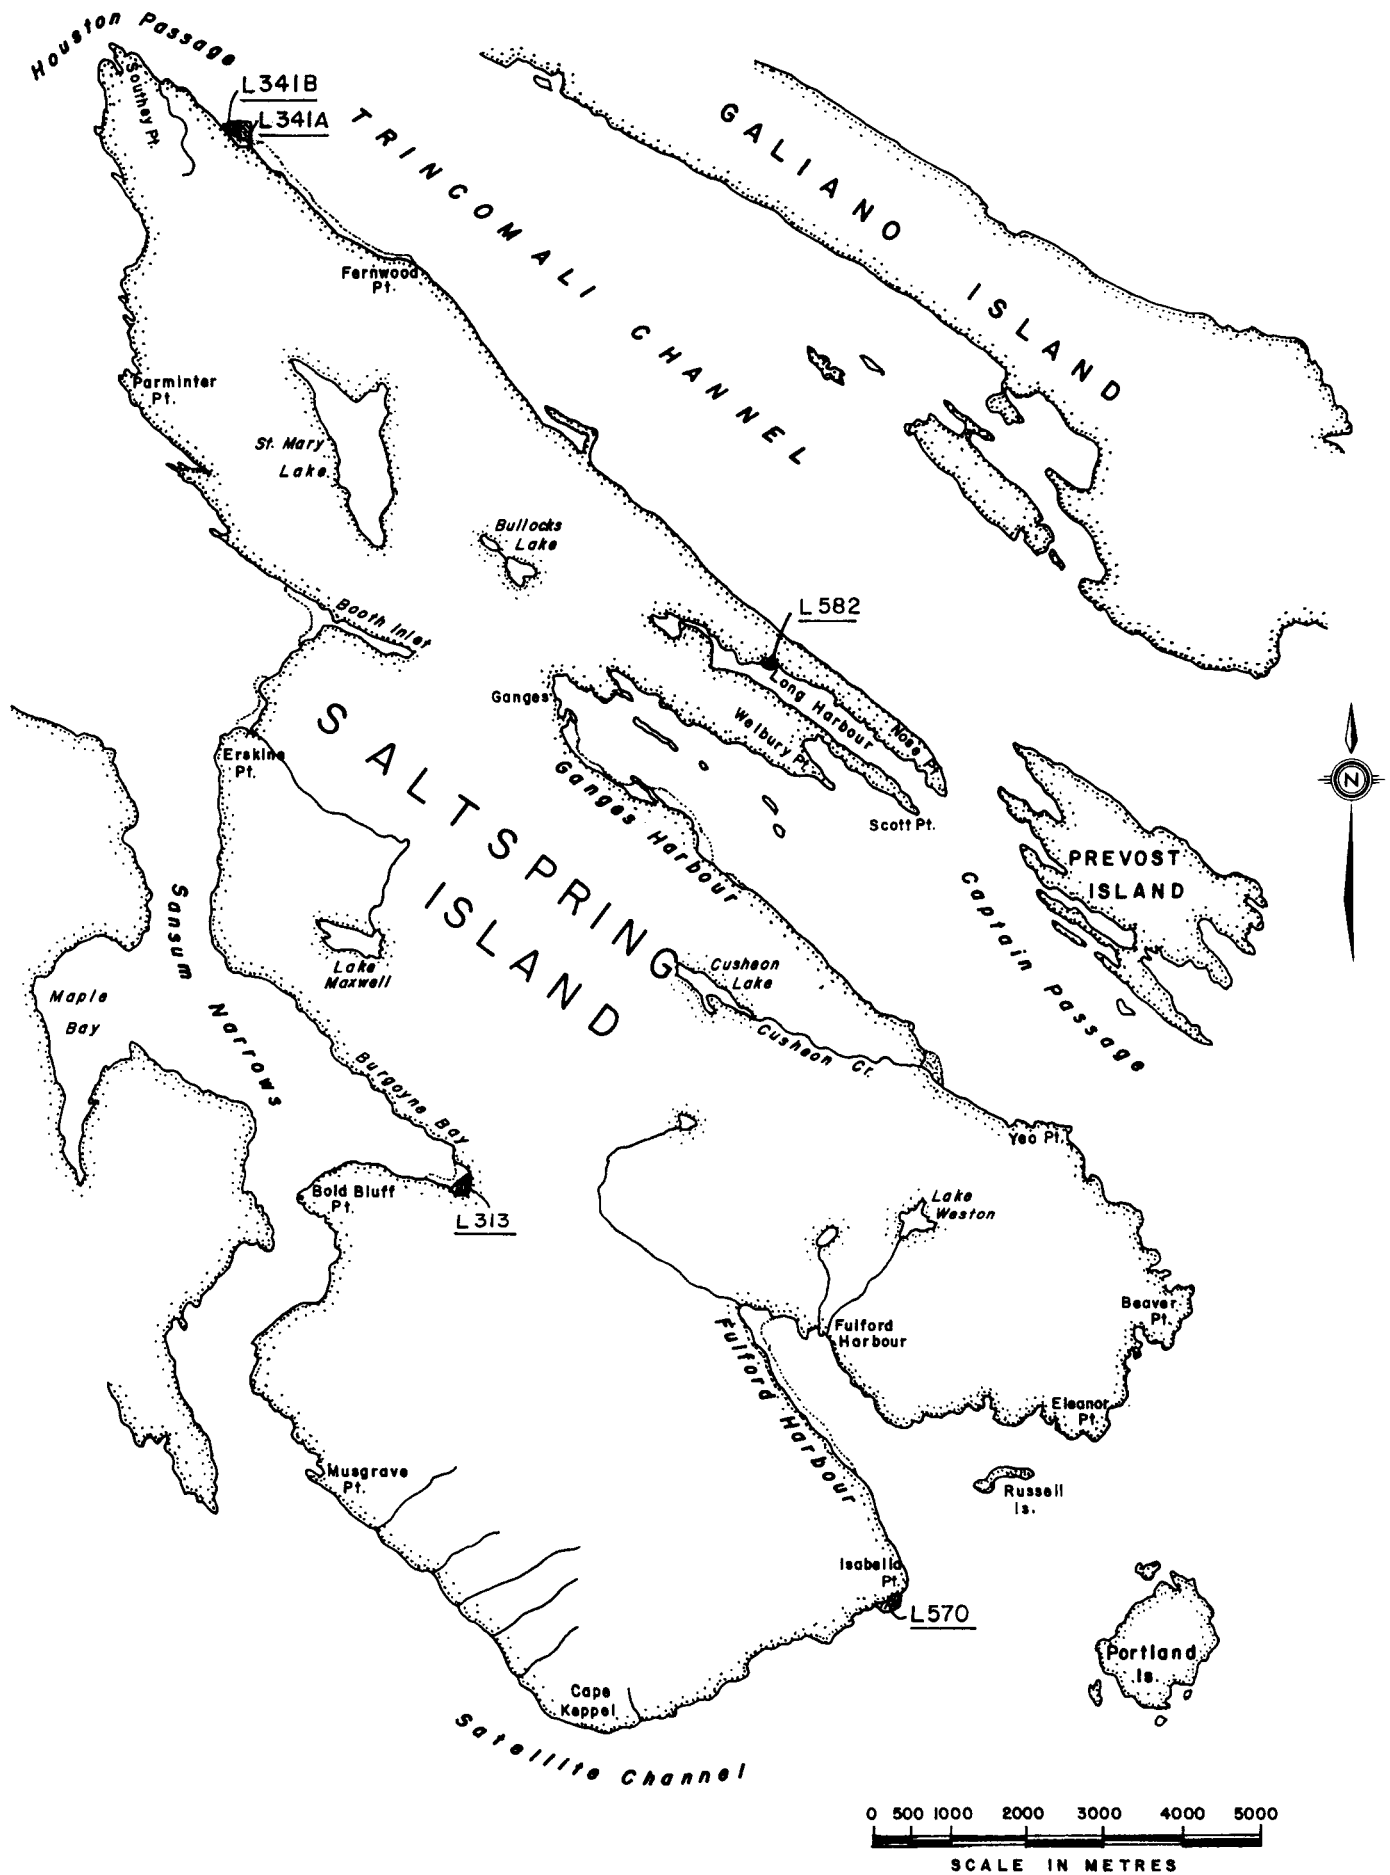 Houston Passage
L341B
L341A
Southey Pt.
TRINCOMALI CHANNEL
GALIANO ISLAND
Fernwood
Pt.
Parminter
Pt.
St. Mary
Lake
Bullocks
Lake
Booth Inlet
L582
Long Harbour
Nose Pt.
Welbury Pt.
Scott Pt.
Ganges
Ganges Harbour
Erskine
Pt.
SALTSPRING
ISLAND
PREVOST
ISLAND
Captain Passage
N
Sansum Narrows
Lake
Maxwell
Maple
Bay
Cusheon
Lake
Cusheon Cr.
Burgoyne Bay
Yeo Pt.
Bold Bluff
Pt.
L313
Lake
Weston
Beaver
Pt.
Fulford
Harbour
Fulford Harbour
Eleanor
Pt.
Musgrave
Pt.
Russell
Is.
Isabella
Pt.
L570
Portland
Is.
Cape
Keppel
Satellite Channel
0 500 1000 2000 3000 4000 5000
SCALE IN METRES